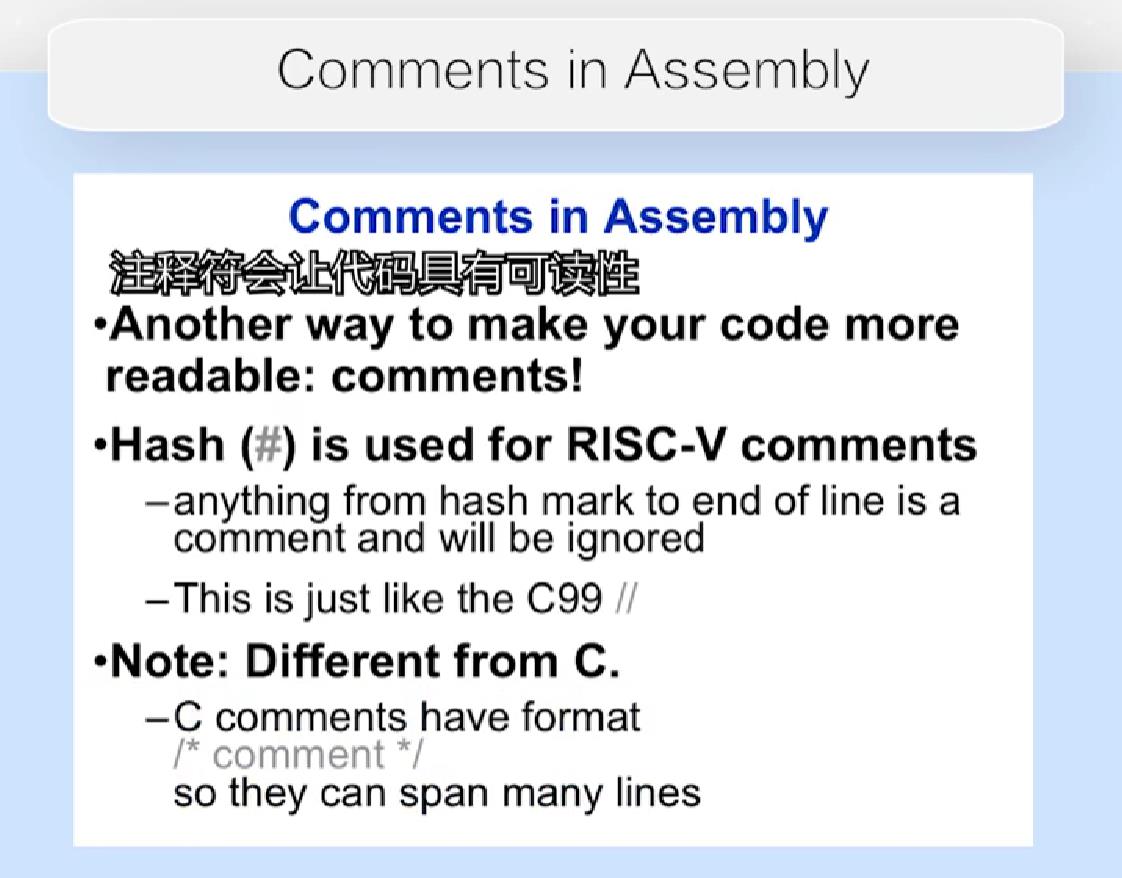 Comments in Assembly
Comments in Assembly
注释符会让代码具有可读性
•Another way to make your code more
readable: comments!
•Hash (#) is used for RISC-V comments
–anything from hash mark to end of line is a
comment and will be ignored
–This is just like the C99 //
•Note: Different from C.
–C comments have format
/* comment */
so they can span many lines